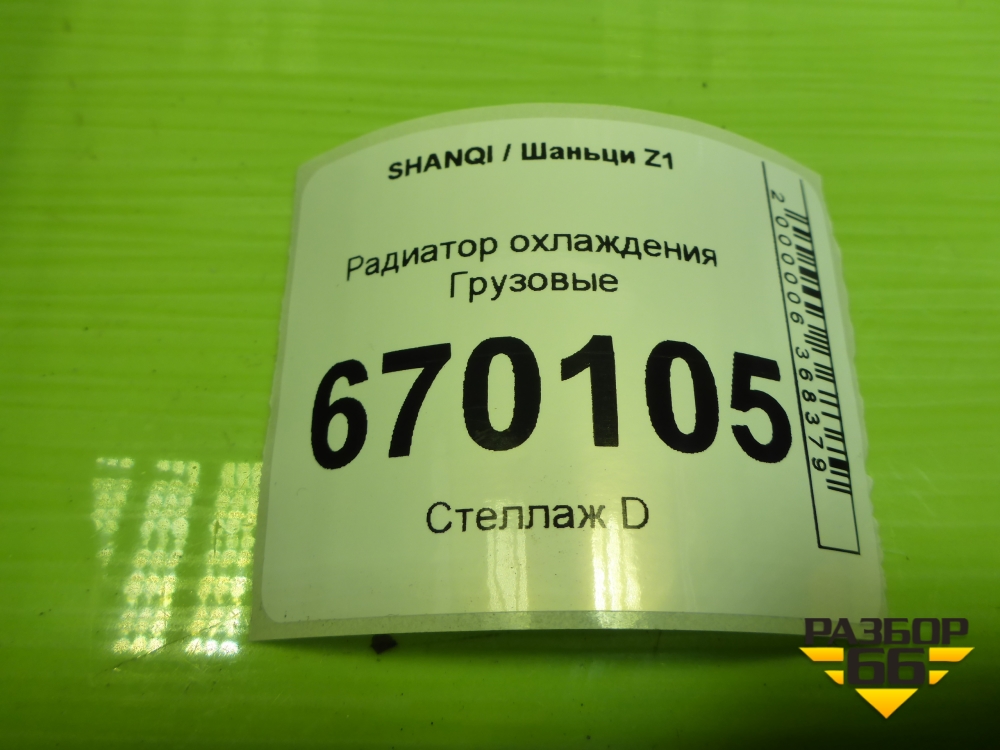 SHANQI / Шаньци Z1
Радиатор охлаждения
Грузовые
670105
Стеллаж D
2000006368379
РАЗБОР
66